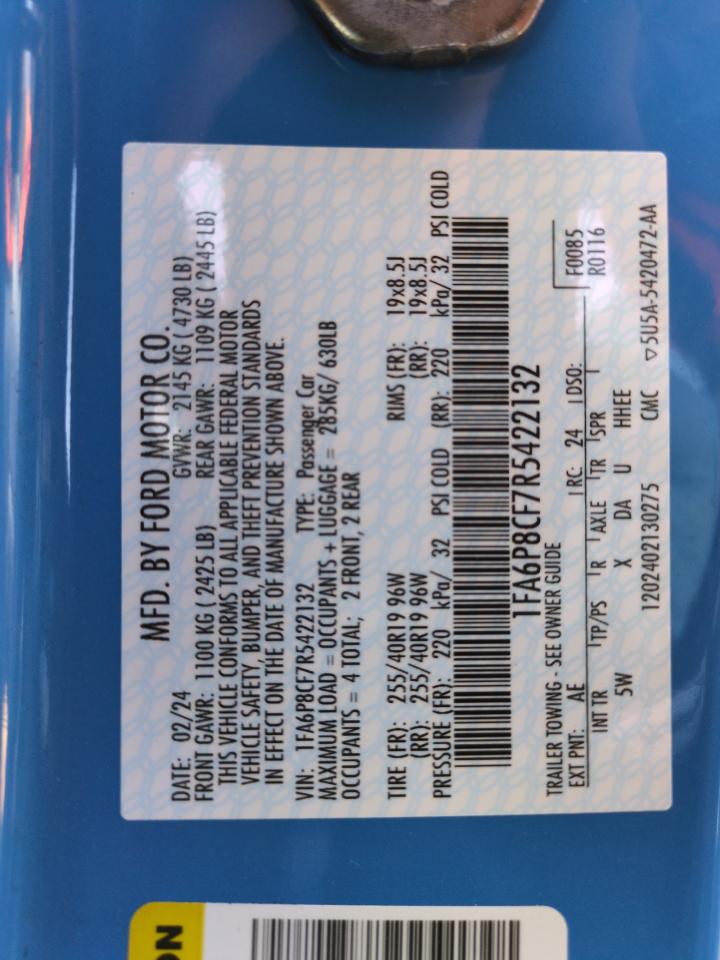 MFD. BY FORD MOTOR CO.
DATE: 02/24 GVWR: 2145 KG ( 4730 LB)
FRONT GAWR: 1100 KG ( 2425 LB) REAR GAWR: 1109 KG ( 2445 LB)
THIS VEHICLE CONFORMS TO ALL APPLICABLE FEDERAL MOTOR
VEHICLE SAFETY, BUMPER, AND THEFT PREVENTION STANDARDS
IN EFFECT ON THE DATE OF MANUFACTURE SHOWN ABOVE.
VIN: 1FA6P8CF7R5422132 TYPE: Passenger Car
MAXIMUM LOAD = OCCUPANTS + LUGGAGE = 285KG/ 630LB
OCCUPANTS = 4 TOTAL; 2 FRONT, 2 REAR
TIRE (FR): 255/40R19 96W RIMS (FR): 19x8.5J
(RR): 255/40R19 96W (RR): 19x8.5J
PRESSURE (FR): 220 kPa/ 32 PSI COLD (RR): 220 kPa/ 32 PSI COLD
1FA6P8CF7R5422132
TRAILER TOWING - SEE OWNER GUIDE
EXT PNT: AE RC: 24 DSO: F0085
R0116
INT TR TP/PS R AXLE TR SPR
5W X DA U HHEE
1202402130275 CMC ▽5U5A-5420472-AA
ON